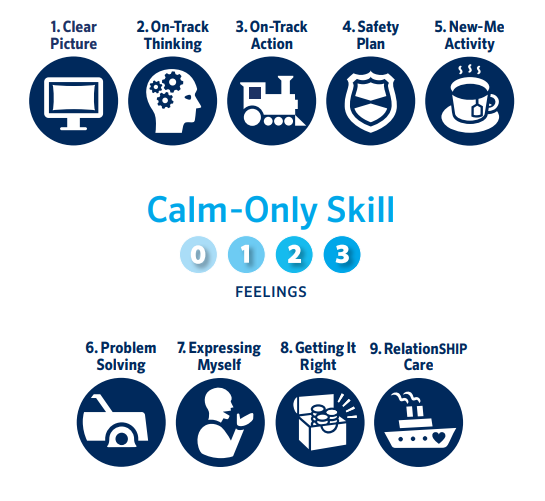 1. Clear
Picture
2. On-Track
Thinking
3. On-Track
Action
4. Safety
Plan
5. New-Me
Activity
Calm-Only Skill
0 1 2 3
FEELINGS
6. Problem
Solving
7. Expressing
Myself
8. Getting It
Right
9. RelationSHIP
Care